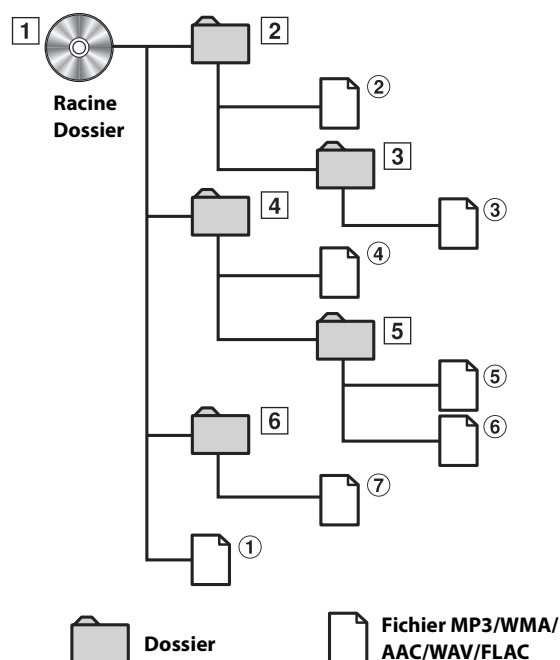 1
2
Racine
Dossier
②
3
③
4
④
5
⑤
⑥
6
⑦
①
Dossier
Fichier MP3/WMA/
AAC/WAV/FLAC